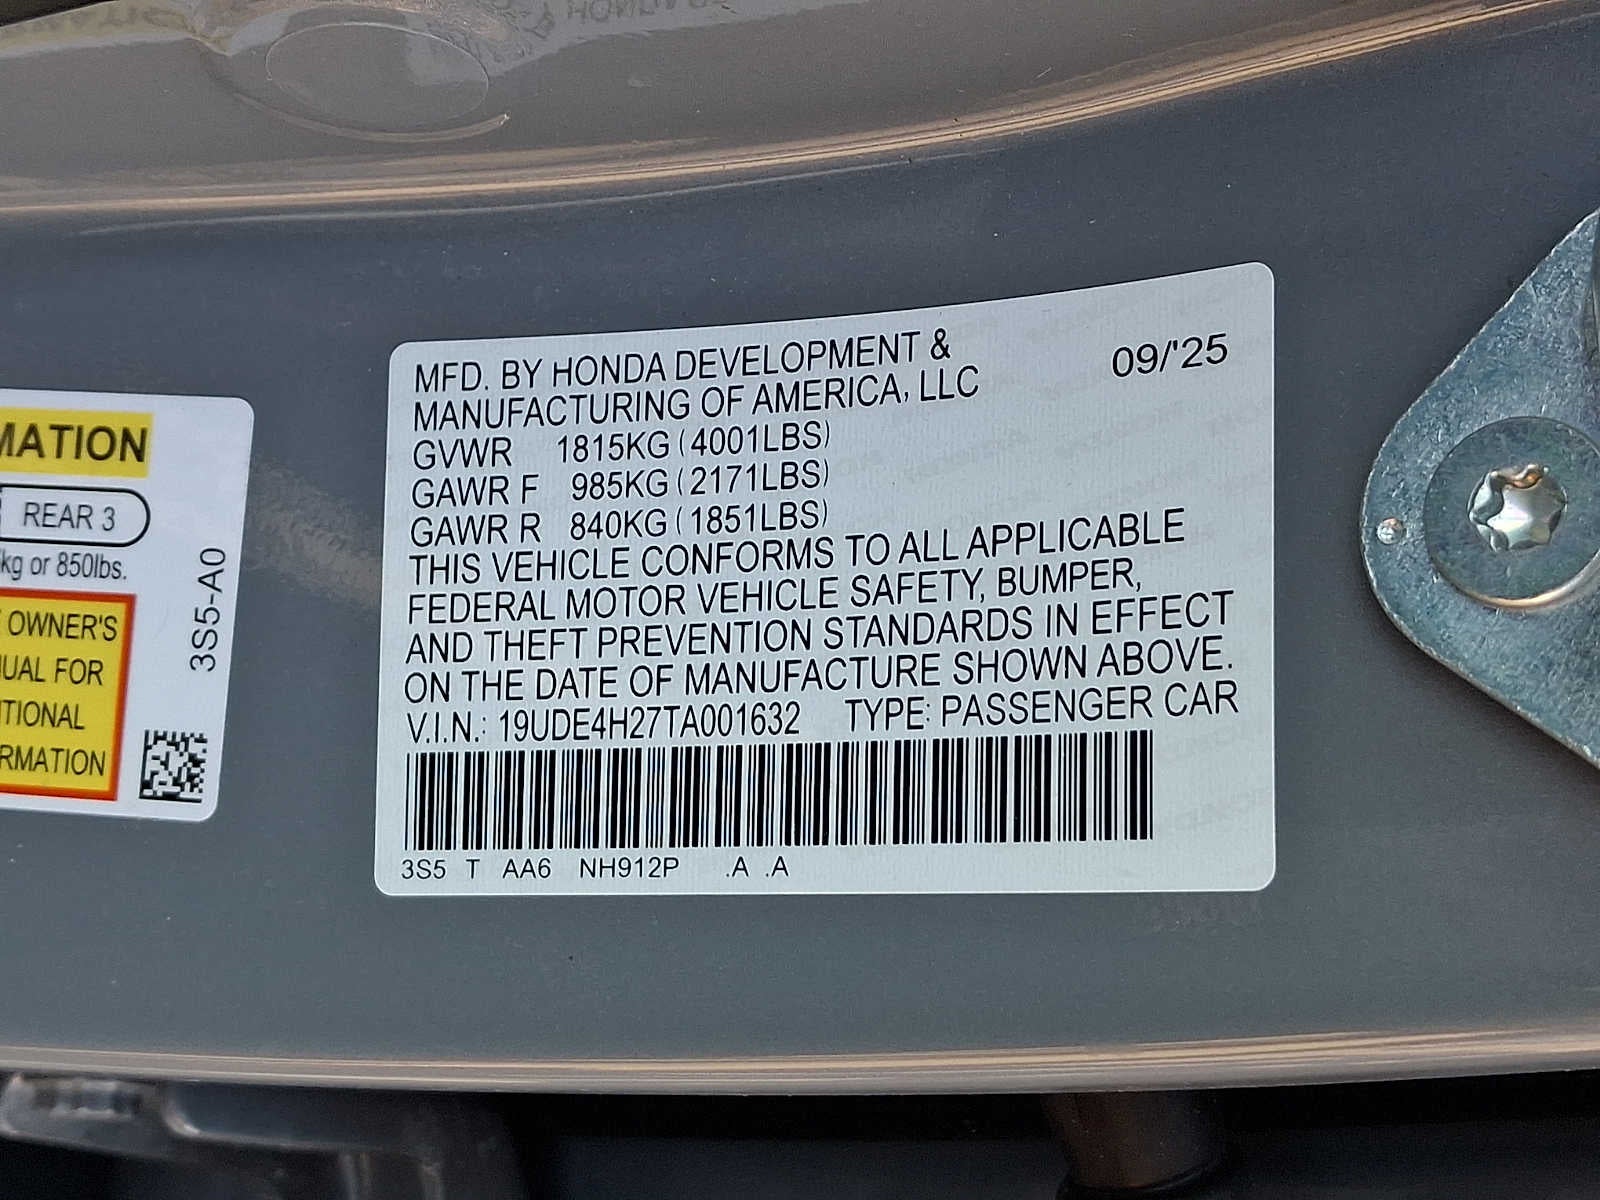 MATION
REAR 3
kg or 850lbs.
OWNER'S
UAL FOR
TIONAL
RMATION
3S5-A0
MFD. BY HONDA DEVELOPMENT &
MANUFACTURING OF AMERICA, LLC
09/'25
GVWR 1815KG (4001LBS)
GAWR F 985KG (2171LBS)
GAWR R 840KG (1851LBS)
THIS VEHICLE CONFORMS TO ALL APPLICABLE
FEDERAL MOTOR VEHICLE SAFETY, BUMPER,
AND THEFT PREVENTION STANDARDS IN EFFECT
ON THE DATE OF MANUFACTURE SHOWN ABOVE.
V.I.N.: 19UDE4H27TA001632 TYPE: PASSENGER CAR
3S5 T AA6 NH912P .A .A